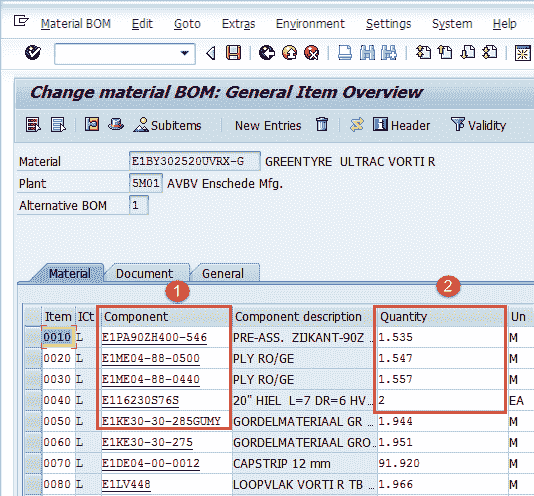 Material BOM Edit Goto Extras Environment Settings System Help
Change material BOM: General Item Overview
Subitems New Entries Header Validity
Material E1BY302520UVRX-G GREENTYRE ULTRAC VORTI R
Plant 5M01 AVBV Enschede Mfg.
Alternative BOM 1
Material Document General
1 2
Item ICt Component Component description Quantity Un
0010 L E1PA90ZH400-546 PRE-ASS. ZIJKANT-90Z ... 1.535 M
0020 L E1ME04-88-0500 PLY RO/GE 1.547 M
0030 L E1ME04-88-0440 PLY RO/GE 1.557 M
0040 L E116230S76S 20" HIEL L=7 DR=6 HV... 2 EA
0050 L E1KE30-30-285GUMY GORDELMATERIAAL GR ... 1.944 M
0060 L E1KE30-30-275 GORDELMATERIAAL GRO... 1.951 M
0070 L E1DE04-00-0012 CAPSTRIP 12 mm 91.920 M
0080 L E1LV448 LOOPVLAK VORTI R TB ... 1.966 M